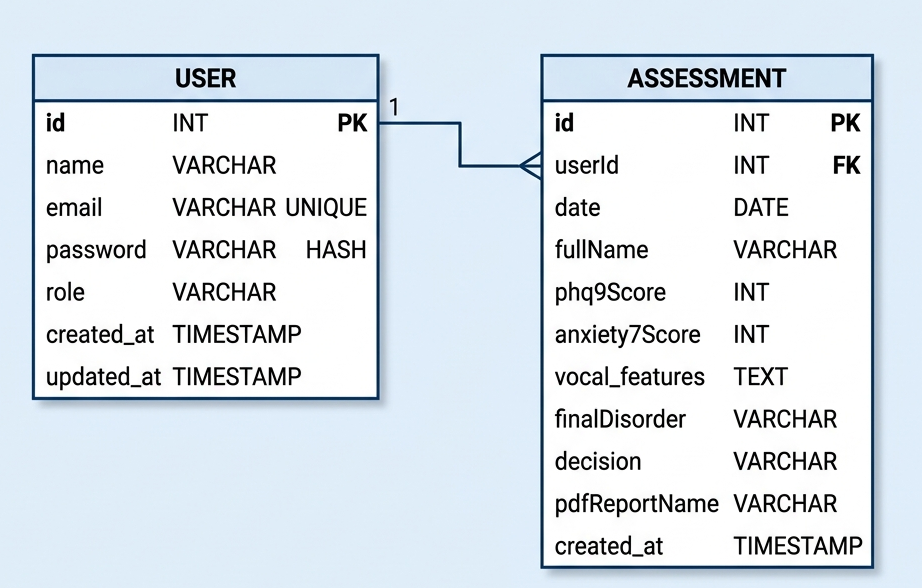 USER
id INT PK
name VARCHAR
email VARCHAR UNIQUE
password VARCHAR HASH
role VARCHAR
created_at TIMESTAMP
updated_at TIMESTAMP
1
ASSESSMENT
id INT PK
userId INT FK
date DATE
fullName VARCHAR
phq9Score INT
anxiety7Score INT
vocal_features TEXT
finalDisorder VARCHAR
decision VARCHAR
pdfReportName VARCHAR
created_at TIMESTAMP